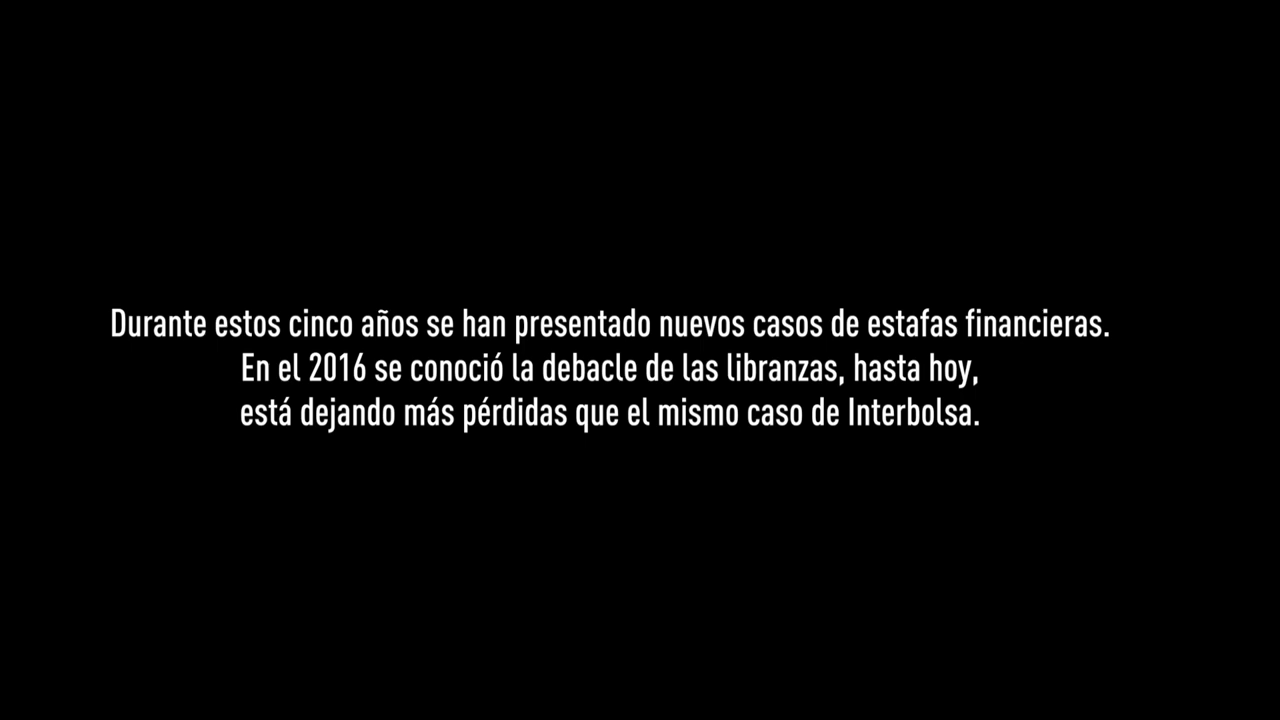 Durante estos cinco años se han presentado nuevos casos de estafas financieras.
En el 2016 se conoció la debacle de las libranzas, hasta hoy,
está dejando más pérdidas que el mismo caso de Interbolsa.